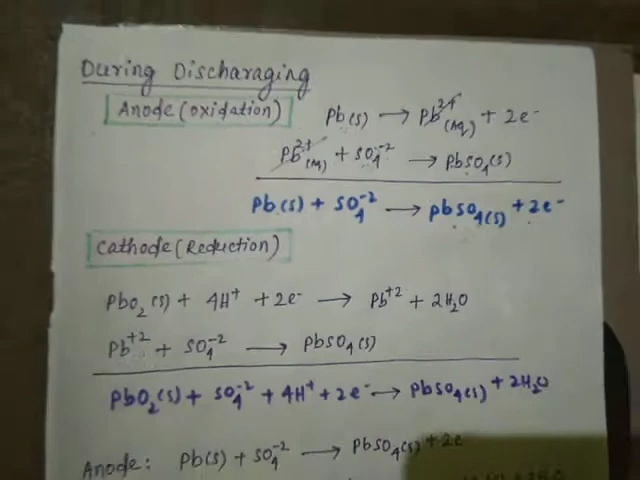 During Discharaging
Anode (Oxidation)
Pb(s) → Pb²⁺(Aq) + 2e⁻
Pb²⁺(Aq) + SO₄⁻² → PbSO₄(s)
Pb(s) + SO₄⁻² → PbSO₄(s) + 2e⁻
Cathode (Reduction)
PbO₂(s) + 4H⁺ + 2e⁻ → Pb⁺² + 2H₂O
Pb⁺² + SO₄⁻² → PbSO₄(s)
PbO₂(s) + SO₄⁻² + 4H⁺ + 2e⁻ → PbSO₄(s) + 2H₂O
Anode: Pb(s) + SO₄⁻² → PbSO₄(s) + 2e